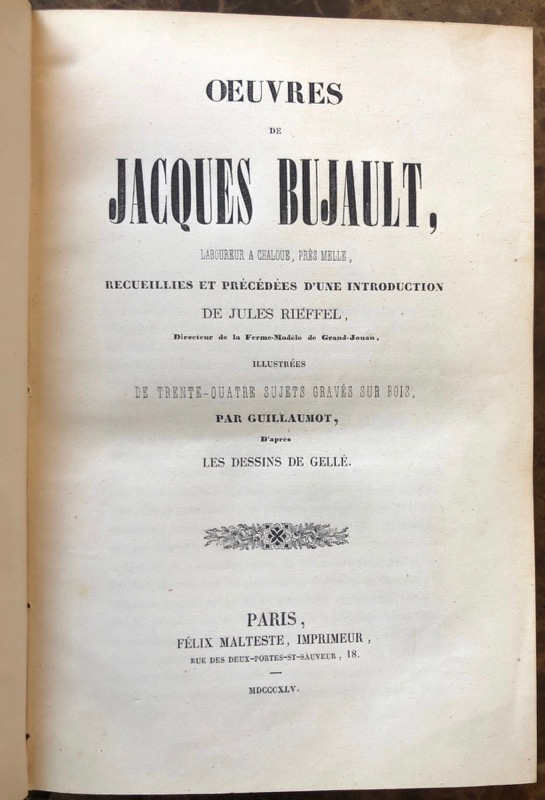 OEUVRES
DE
JACQUES BUJAULT,
LABOUREUR A CHALOUE, PRÈS MELLE,
RECUEILLIES ET PRÉCÉDÉES D'UNE INTRODUCTION
DE JULES RIEFFEL,
Directeur de la Ferme-Modèle de Grand-Jouan,
ILLUSTRÉES
DE TRENTE-QUATRE SUJETS GRAVÉS SUR BOIS,
PAR GUILLAUMOT,
D'après
LES DESSINS DE GELLÉ.
PARIS,
FÉLIX MALTESTE, IMPRIMEUR,
RUE DES DEUX-PORTES-ST-SAUVEUR, 18.
MDCCCXLV.